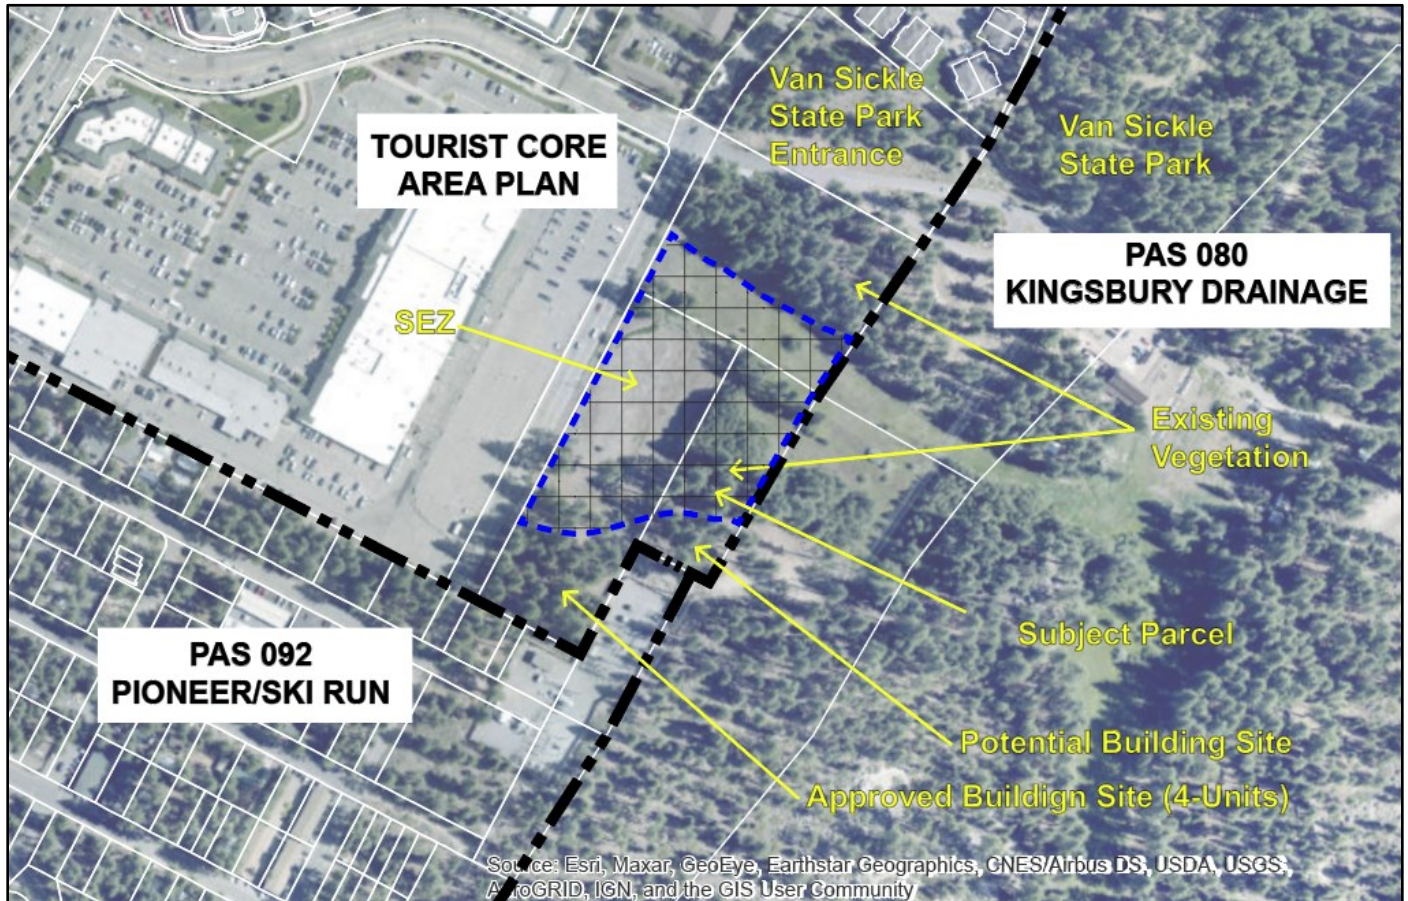 Van Sickle
State Park
Entrance
Van Sickle
State Park
TOURIST CORE
AREA PLAN
PAS 080
KINGSBURY DRAINAGE
SEZ
Existing
Vegetation
Subject Parcel
PAS 092
PIONEER/SKI RUN
Potential Building Site
Approved Buildign Site (4-Units)
Source: Esri, Maxar, GeoEye, Earthstar Geographics, CNES/Airbus DS, USDA, USGS,
AeroGRID, IGN, and the GIS User Community